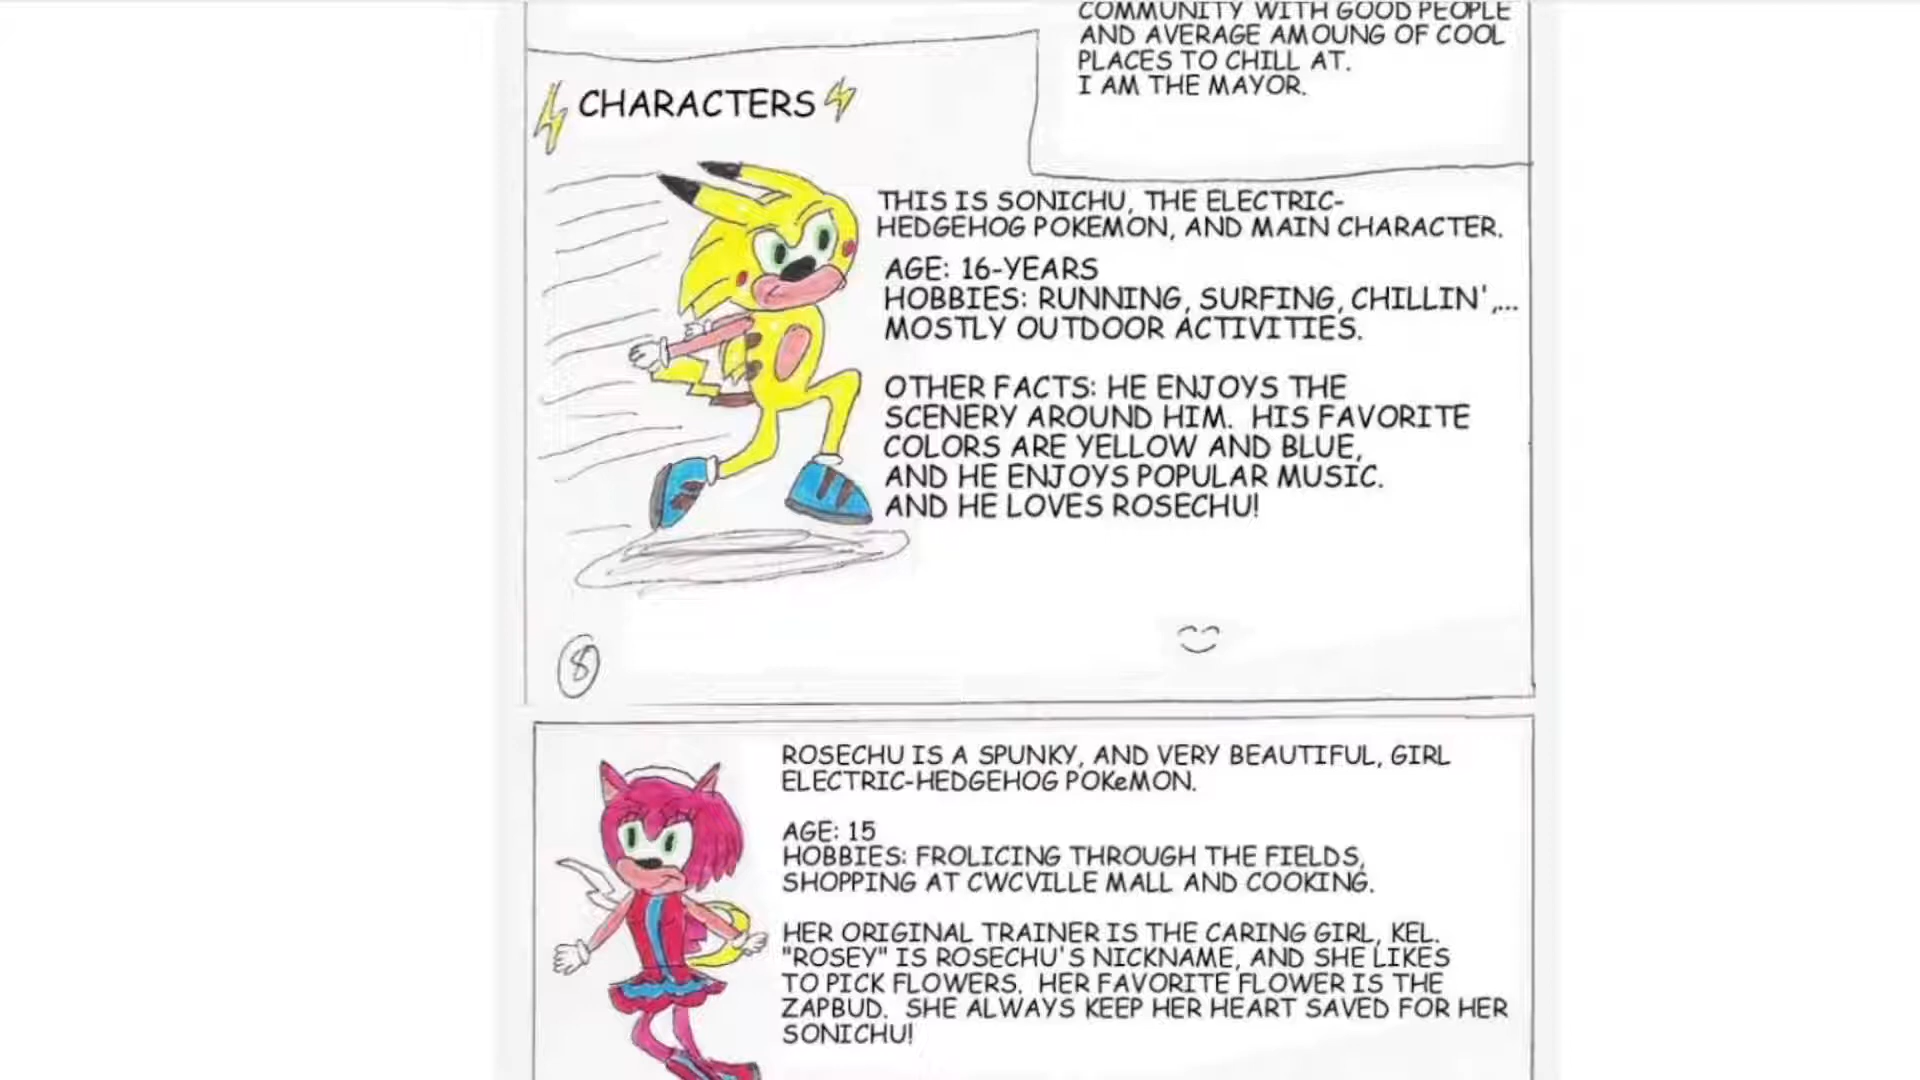 COMMUNITY WITH GOOD PEOPLE
AND AVERAGE AMOUNG OF COOL
PLACES TO CHILL AT.
I AM THE MAYOR.
CHARACTERS
THIS IS SONICHU, THE ELECTRIC-
HEDGEHOG POKEMON, AND MAIN CHARACTER.
AGE: 16-YEARS
HOBBIES: RUNNING, SURFING, CHILLIN',...
MOSTLY OUTDOOR ACTIVITIES.
OTHER FACTS: HE ENJOYS THE
SCENERY AROUND HIM. HIS FAVORITE
COLORS ARE YELLOW AND BLUE,
AND HE ENJOYS POPULAR MUSIC.
AND HE LOVES ROSECHU!
8
ROSECHU IS A SPUNKY, AND VERY BEAUTIFUL, GIRL
ELECTRIC-HEDGEHOG POKeMON.
AGE: 15
HOBBIES: FROLICING THROUGH THE FIELDS,
SHOPPING AT CWCVILLE MALL AND COOKING.
HER ORIGINAL TRAINER IS THE CARING GIRL, KEL.
"ROSEY" IS ROSECHU'S NICKNAME, AND SHE LIKES
TO PICK FLOWERS. HER FAVORITE FLOWER IS THE
ZAPBUD. SHE ALWAYS KEEP HER HEART SAVED FOR HER
SONICHU!